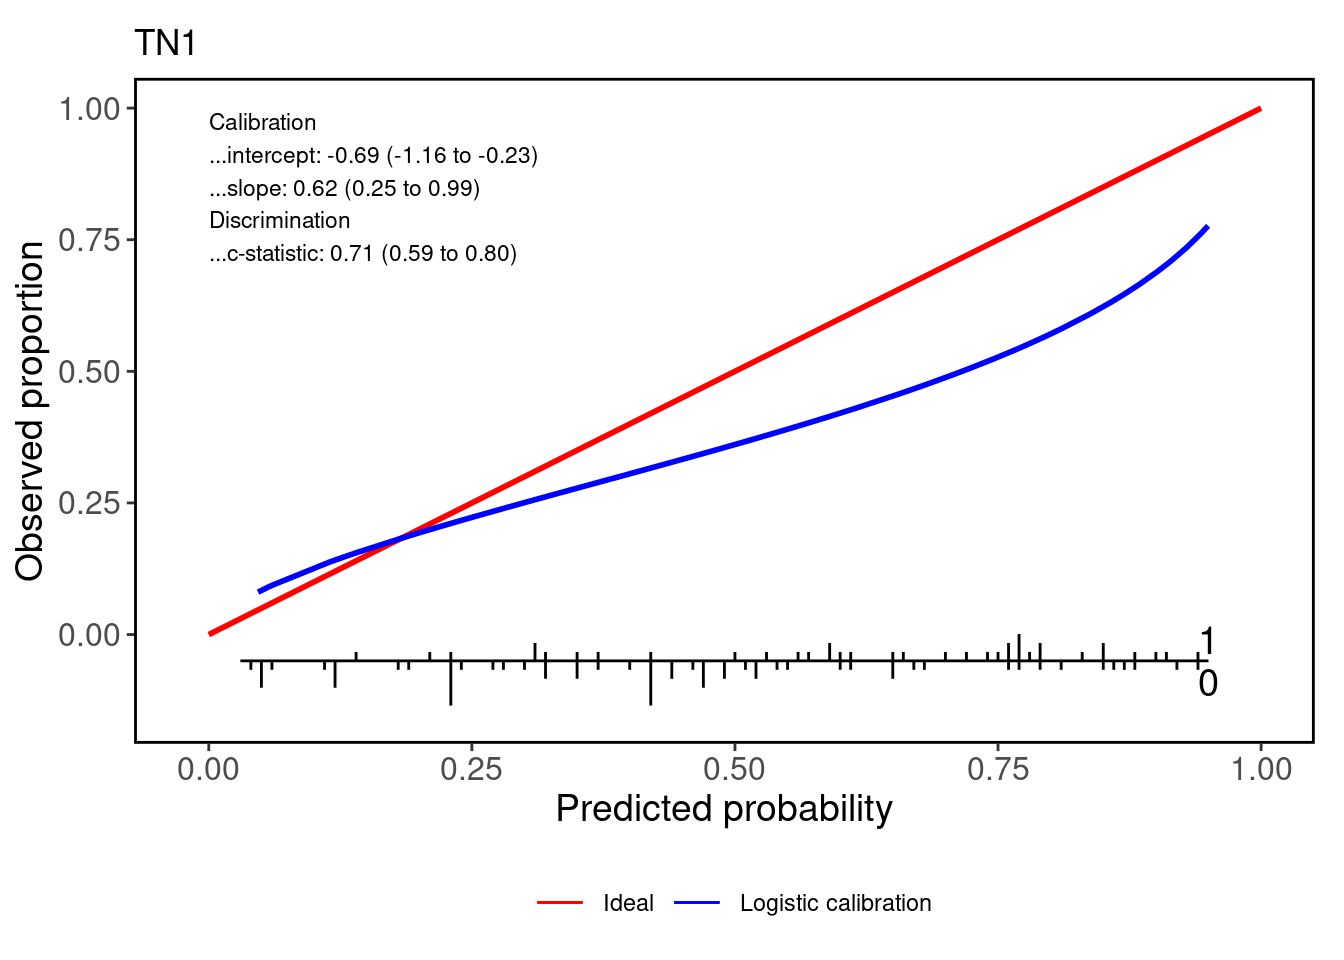 TN1
Calibration
...intercept: -0.69 (-1.16 to -0.23)
...slope: 0.62 (0.25 to 0.99)
Discrimination
...c-statistic: 0.71 (0.59 to 0.80)
Observed proportion
1.00
0.75
0.50
0.25
0.00
1
0
0.00 0.25 0.50 0.75 1.00
Predicted probability
Ideal Logistic calibration